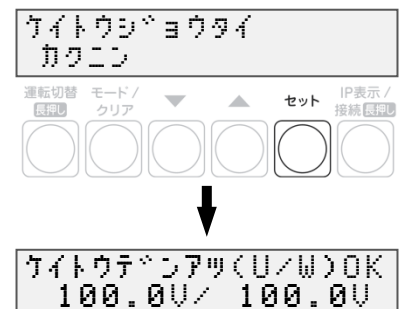 ケイトウジョウタイ
カクニン
運転切替
長押し
モード/
クリア
▼
▲
セット
IP表示/
接続 長押し
ケイトウデンアツ(U/W)OK
100.0V/ 100.0V